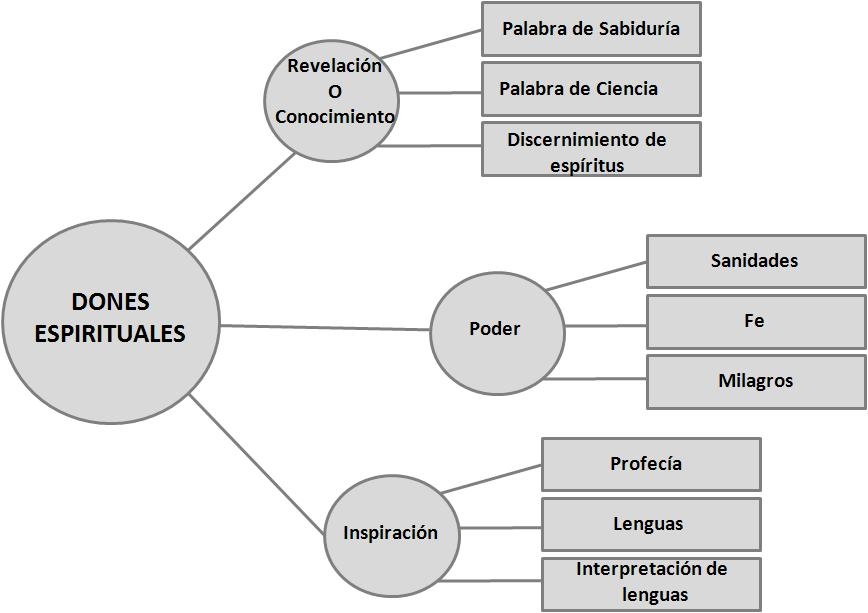 DONES
ESPIRITUALES
Revelación
O
Conocimiento
Palabra de Sabiduría
Palabra de Ciencia
Discernimiento de
espíritus
Poder
Sanidades
Fe
Milagros
Inspiración
Profecía
Lenguas
Interpretación de
lenguas